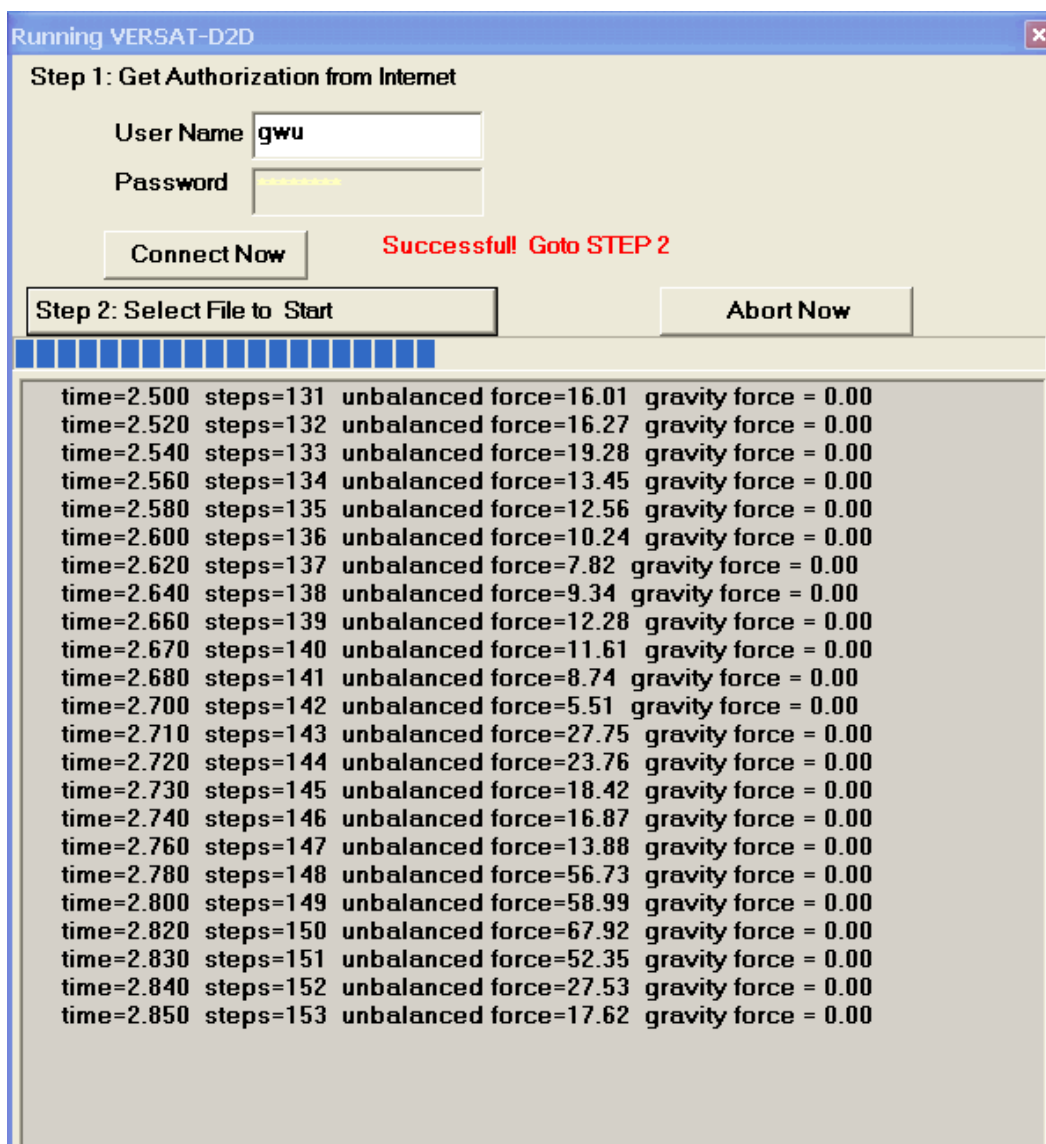 Running VERSAT-D2D
Step 1: Get Authorization from Internet
User Name gwu
Password ********
Connect Now Successful! Goto STEP 2
Step 2: Select File to Start Abort Now
time=2.500 steps=131 unbalanced force=16.01 gravity force = 0.00
time=2.520 steps=132 unbalanced force=16.27 gravity force = 0.00
time=2.540 steps=133 unbalanced force=19.28 gravity force = 0.00
time=2.560 steps=134 unbalanced force=13.45 gravity force = 0.00
time=2.580 steps=135 unbalanced force=12.56 gravity force = 0.00
time=2.600 steps=136 unbalanced force=10.24 gravity force = 0.00
time=2.620 steps=137 unbalanced force=7.82 gravity force = 0.00
time=2.640 steps=138 unbalanced force=9.34 gravity force = 0.00
time=2.660 steps=139 unbalanced force=12.28 gravity force = 0.00
time=2.670 steps=140 unbalanced force=11.61 gravity force = 0.00
time=2.680 steps=141 unbalanced force=8.74 gravity force = 0.00
time=2.700 steps=142 unbalanced force=5.51 gravity force = 0.00
time=2.710 steps=143 unbalanced force=27.75 gravity force = 0.00
time=2.720 steps=144 unbalanced force=23.76 gravity force = 0.00
time=2.730 steps=145 unbalanced force=18.42 gravity force = 0.00
time=2.740 steps=146 unbalanced force=16.87 gravity force = 0.00
time=2.760 steps=147 unbalanced force=13.88 gravity force = 0.00
time=2.780 steps=148 unbalanced force=56.73 gravity force = 0.00
time=2.800 steps=149 unbalanced force=58.99 gravity force = 0.00
time=2.820 steps=150 unbalanced force=67.92 gravity force = 0.00
time=2.830 steps=151 unbalanced force=52.35 gravity force = 0.00
time=2.840 steps=152 unbalanced force=27.53 gravity force = 0.00
time=2.850 steps=153 unbalanced force=17.62 gravity force = 0.00